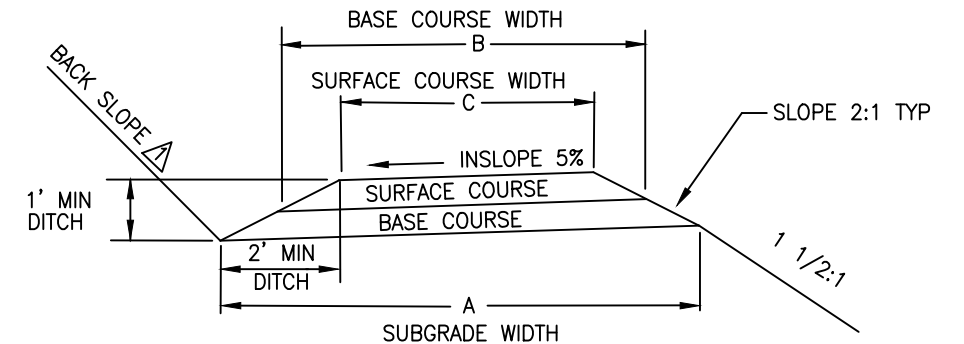 BASE COURSE WIDTH
B
SURFACE COURSE WIDTH
C
BACK SLOPE 1
SLOPE 2:1 TYP
INSLOPE 5%
SURFACE COURSE
BASE COURSE
1' MIN
DITCH
2' MIN
DITCH
1 1/2:1
A
SUBGRADE WIDTH